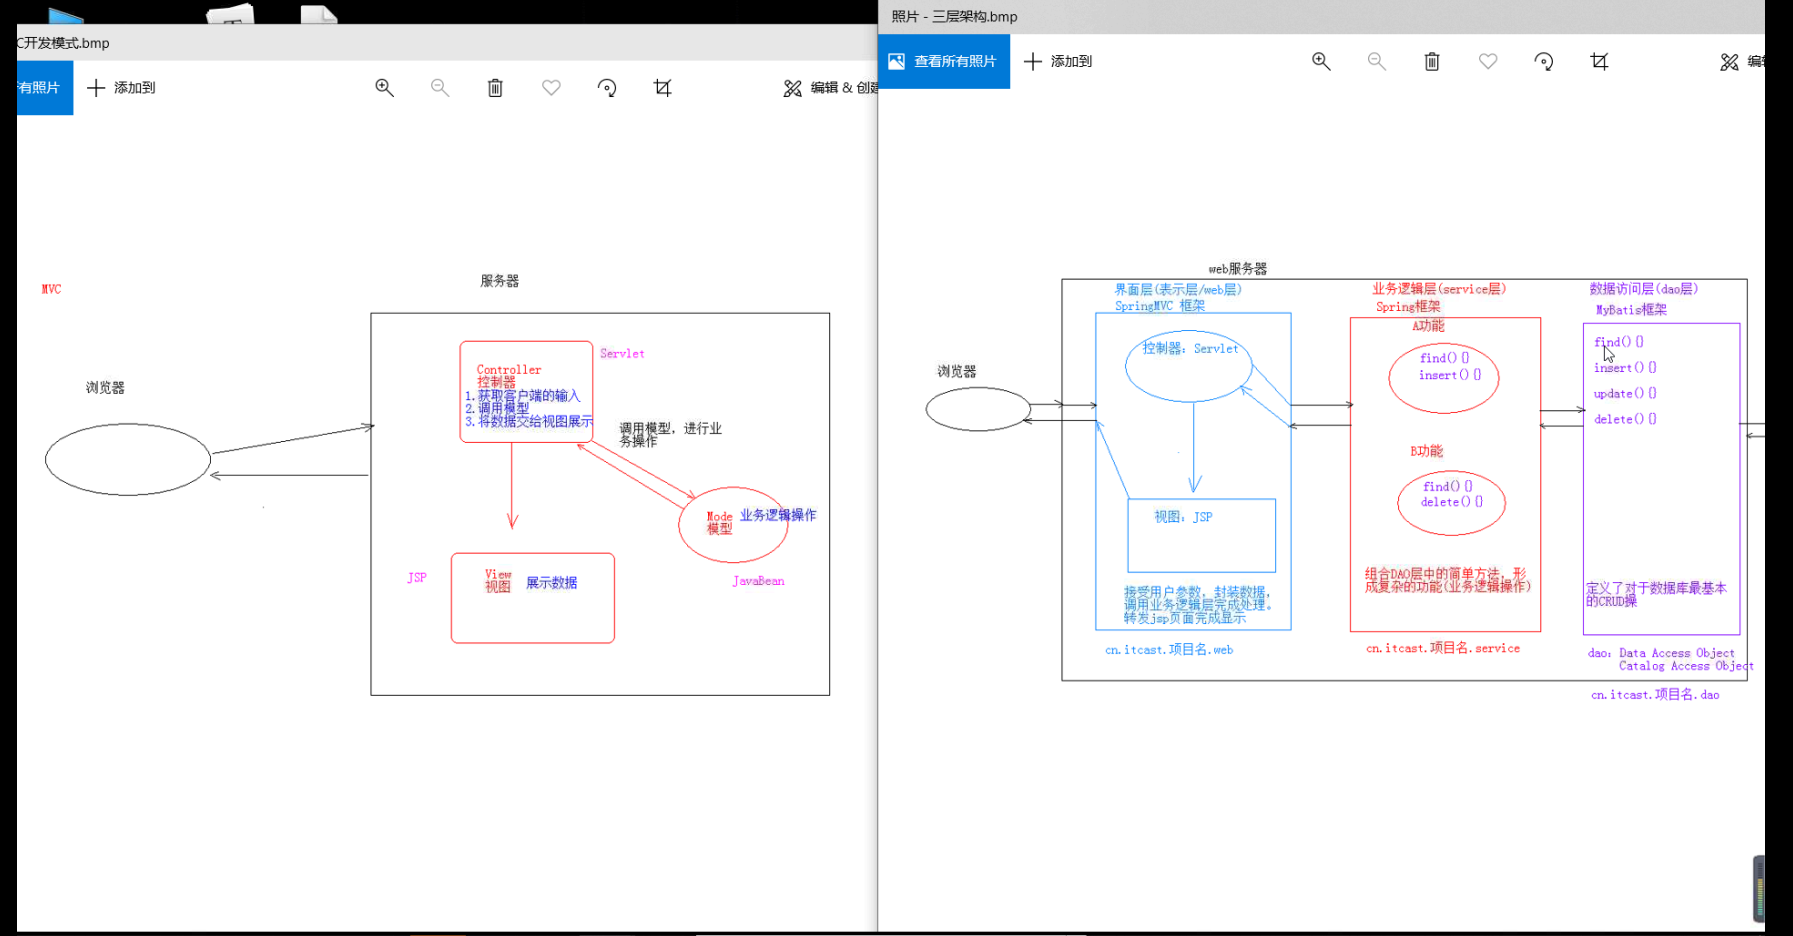 C开发模式.bmp
有照片
添加到
编辑 & 创建
MVC
服务器
浏览器
Servlet
Controller
控制器
1.获取客户端的输入
2.调用模型
3.将数据交给视图展示
调用模型，进行业
务操作
Mode
模型
业务逻辑操作
JavaBean
JSP
View
视图
展示数据
照片 - 三层架构.bmp
查看所有照片
添加到
编辑
web服务器
浏览器
界面层(表示层/web层)
SpringMVC 框架
控制器：Servlet
视图：JSP
接受用户参数，封装数据，
调用业务逻辑层完成处理。
转发jsp页面完成显示
cn.itcast.项目名.web
业务逻辑层(service层)
Spring框架
A功能
find(){}
insert(){}
B功能
find(){}
delete(){}
组合DAO层中的简单方法，形
成复杂的功能(业务逻辑操作)
cn.itcast.项目名.service
数据访问层(dao层)
MyBatis框架
find(){}
insert(){}
update(){}
delete(){}
定义了对于数据库最基本
的CRUD操
dao：Data Access Object
Catalog Access Object
cn.itcast.项目名.dao